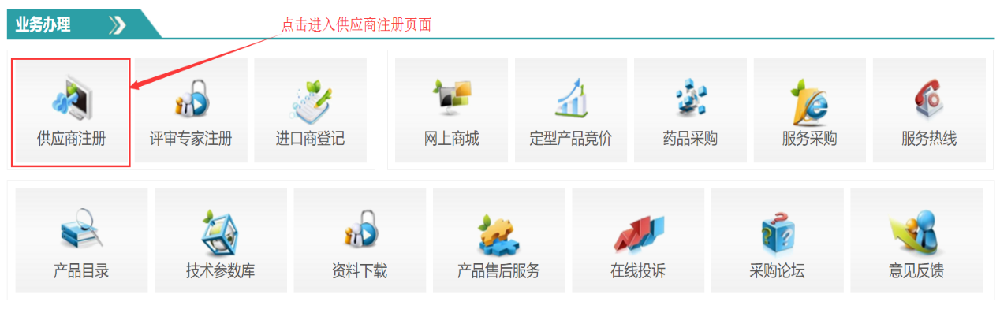 业务办理
点击进入供应商注册页面
供应商注册
评审专家注册
进口商登记
网上商城
定型产品竞价
药品采购
服务采购
服务热线
产品目录
技术参数库
资料下载
产品售后服务
在线投诉
采购论坛
意见反馈